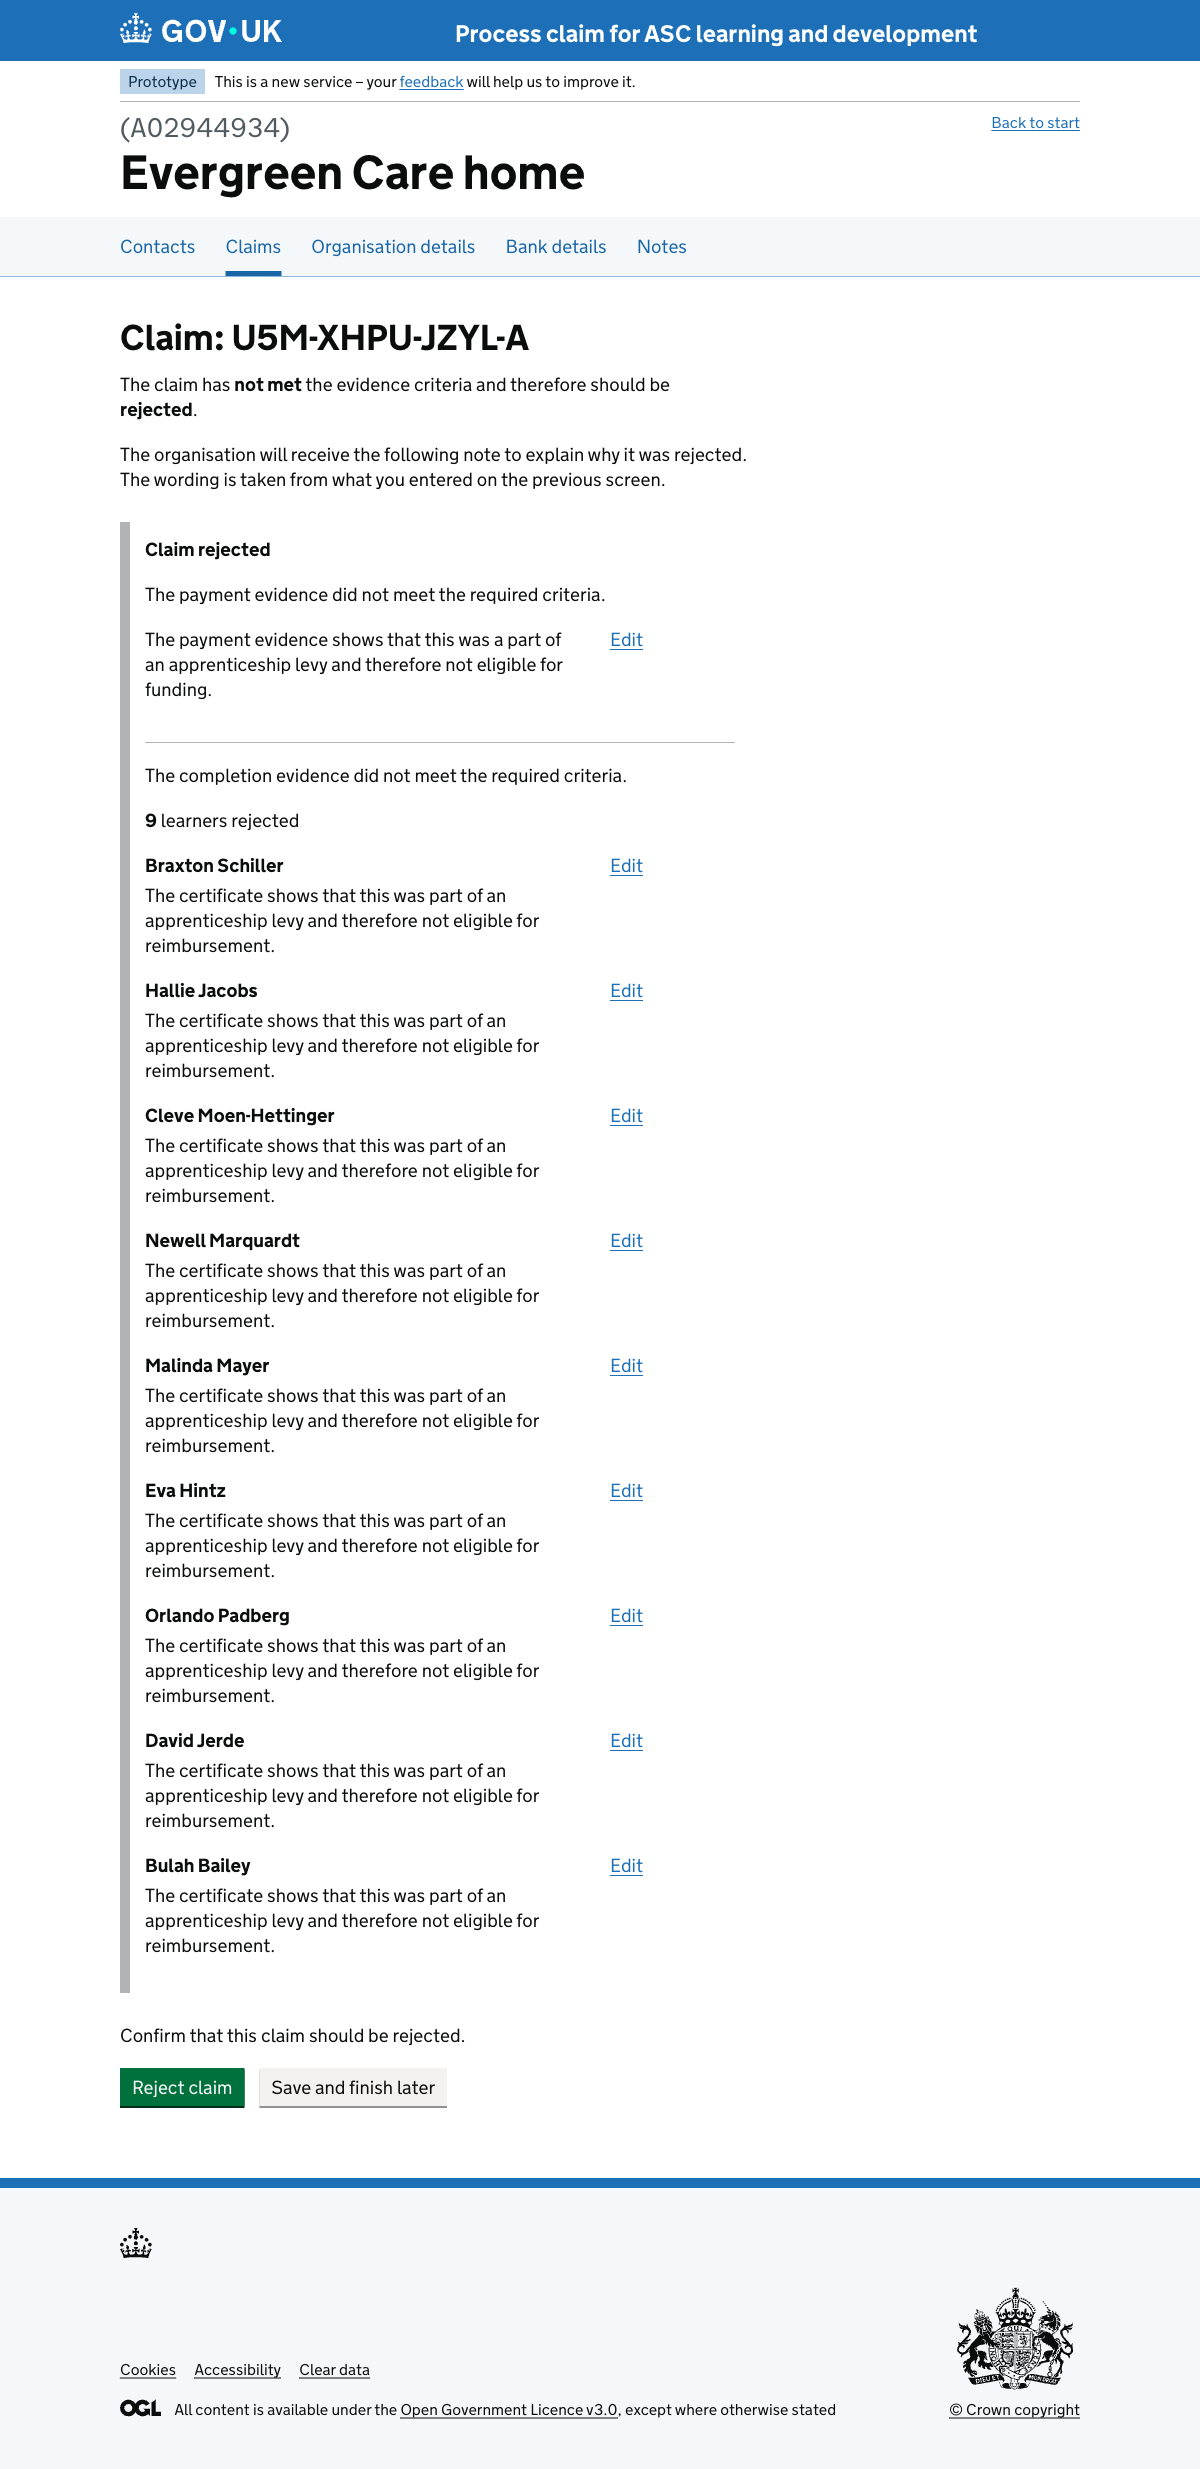 GOV·UK
Process claim for ASC learning and development
Prototype This is a new service – your feedback will help us to improve it.
(A02944934)
Back to start
Evergreen Care home
Contacts Claims Organisation details Bank details Notes
Claim: U5M-XHPU-JZYL-A
The claim has not met the evidence criteria and therefore should be
rejected.
The organisation will receive the following note to explain why it was rejected.
The wording is taken from what you entered on the previous screen.
Claim rejected
The payment evidence did not meet the required criteria.
The payment evidence shows that this was a part of Edit
an apprenticeship levy and therefore not eligible for
funding.
The completion evidence did not meet the required criteria.
9 learners rejected
Braxton Schiller Edit
The certificate shows that this was part of an
apprenticeship levy and therefore not eligible for
reimbursement.
Hallie Jacobs Edit
The certificate shows that this was part of an
apprenticeship levy and therefore not eligible for
reimbursement.
Cleve Moen-Hettinger Edit
The certificate shows that this was part of an
apprenticeship levy and therefore not eligible for
reimbursement.
Newell Marquardt Edit
The certificate shows that this was part of an
apprenticeship levy and therefore not eligible for
reimbursement.
Malinda Mayer Edit
The certificate shows that this was part of an
apprenticeship levy and therefore not eligible for
reimbursement.
Eva Hintz Edit
The certificate shows that this was part of an
apprenticeship levy and therefore not eligible for
reimbursement.
Orlando Padberg Edit
The certificate shows that this was part of an
apprenticeship levy and therefore not eligible for
reimbursement.
David Jerde Edit
The certificate shows that this was part of an
apprenticeship levy and therefore not eligible for
reimbursement.
Bulah Bailey Edit
The certificate shows that this was part of an
apprenticeship levy and therefore not eligible for
reimbursement.
Confirm that this claim should be rejected.
Reject claim Save and finish later
Cookies Accessibility Clear data
OGL All content is available under the Open Government Licence v3.0, except where otherwise stated
© Crown copyright